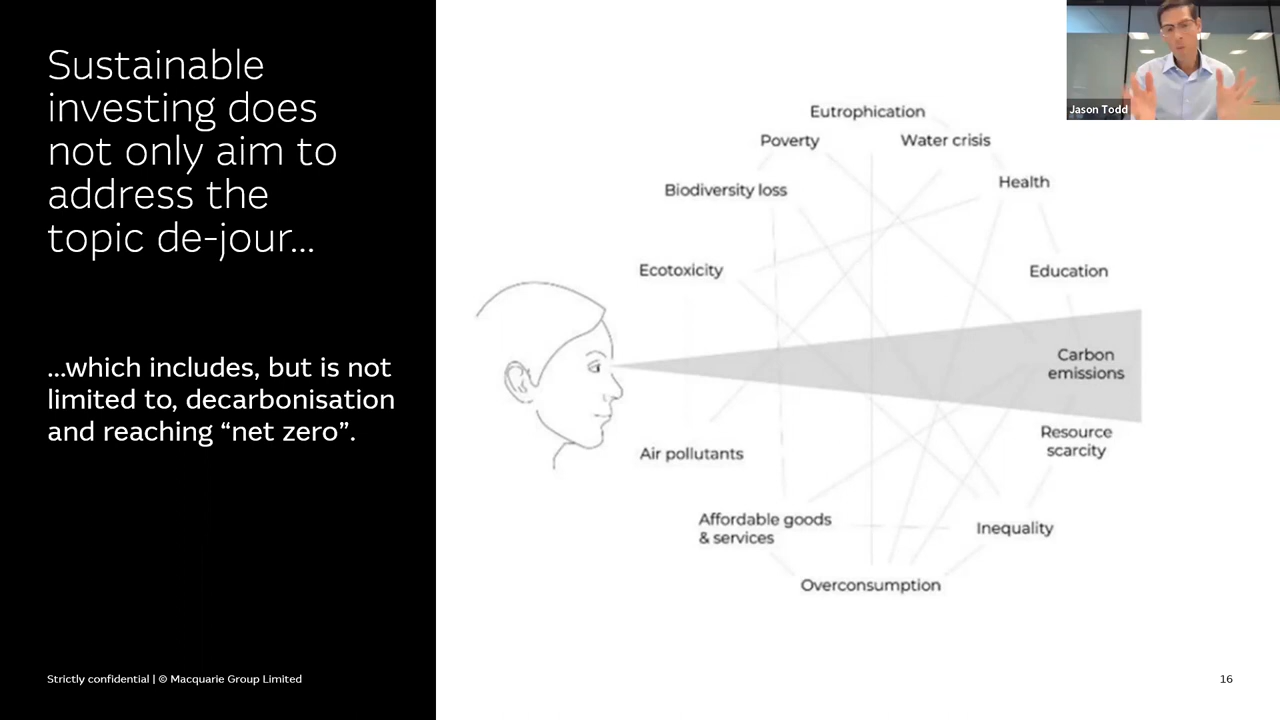 Sustainable
investing does
not only aim to
address the
topic de-jour...
...which includes, but is not
limited to, decarbonisation
and reaching “net zero”.
Strictly confidential | © Macquarie Group Limited
Eutrophication
Poverty
Water crisis
Biodiversity loss
Health
Ecotoxicity
Education
Carbon
emissions
Resource
scarcity
Air pollutants
Affordable goods
& services
Inequality
Overconsumption
Jason Todd
16